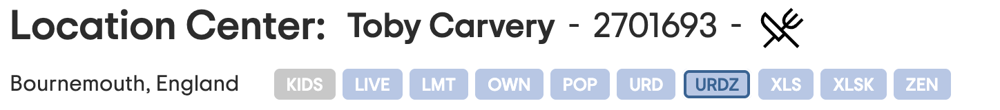 Location Center: Toby Carvery - 2701693 -
Bournemouth, England KIDS LIVE LMT OWN POP URD URDZ XLS XLSK ZEN